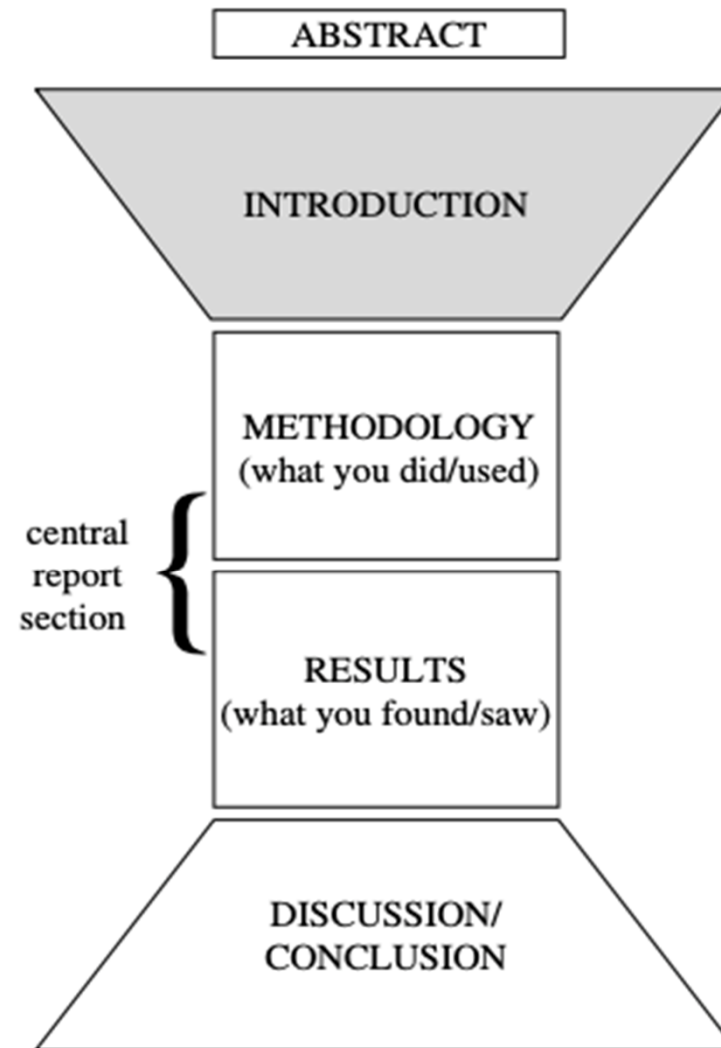 ABSTRACT
INTRODUCTION
METHODOLOGY
(what you did/used)
central
report
section
{
RESULTS
(what you found/saw)
DISCUSSION/
CONCLUSION